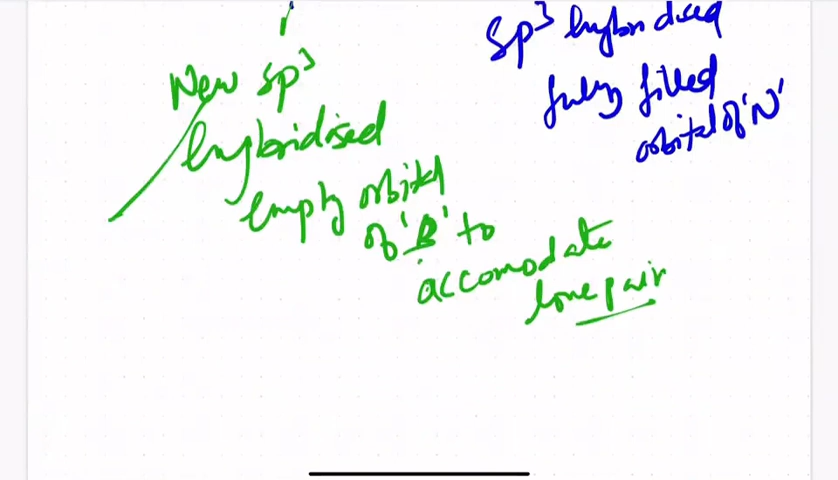 New sp³
hybridised
empty orbital
of 'B' to
accomodate
lone pair
Sp³ hybridised
fully filled
orbital of 'N'